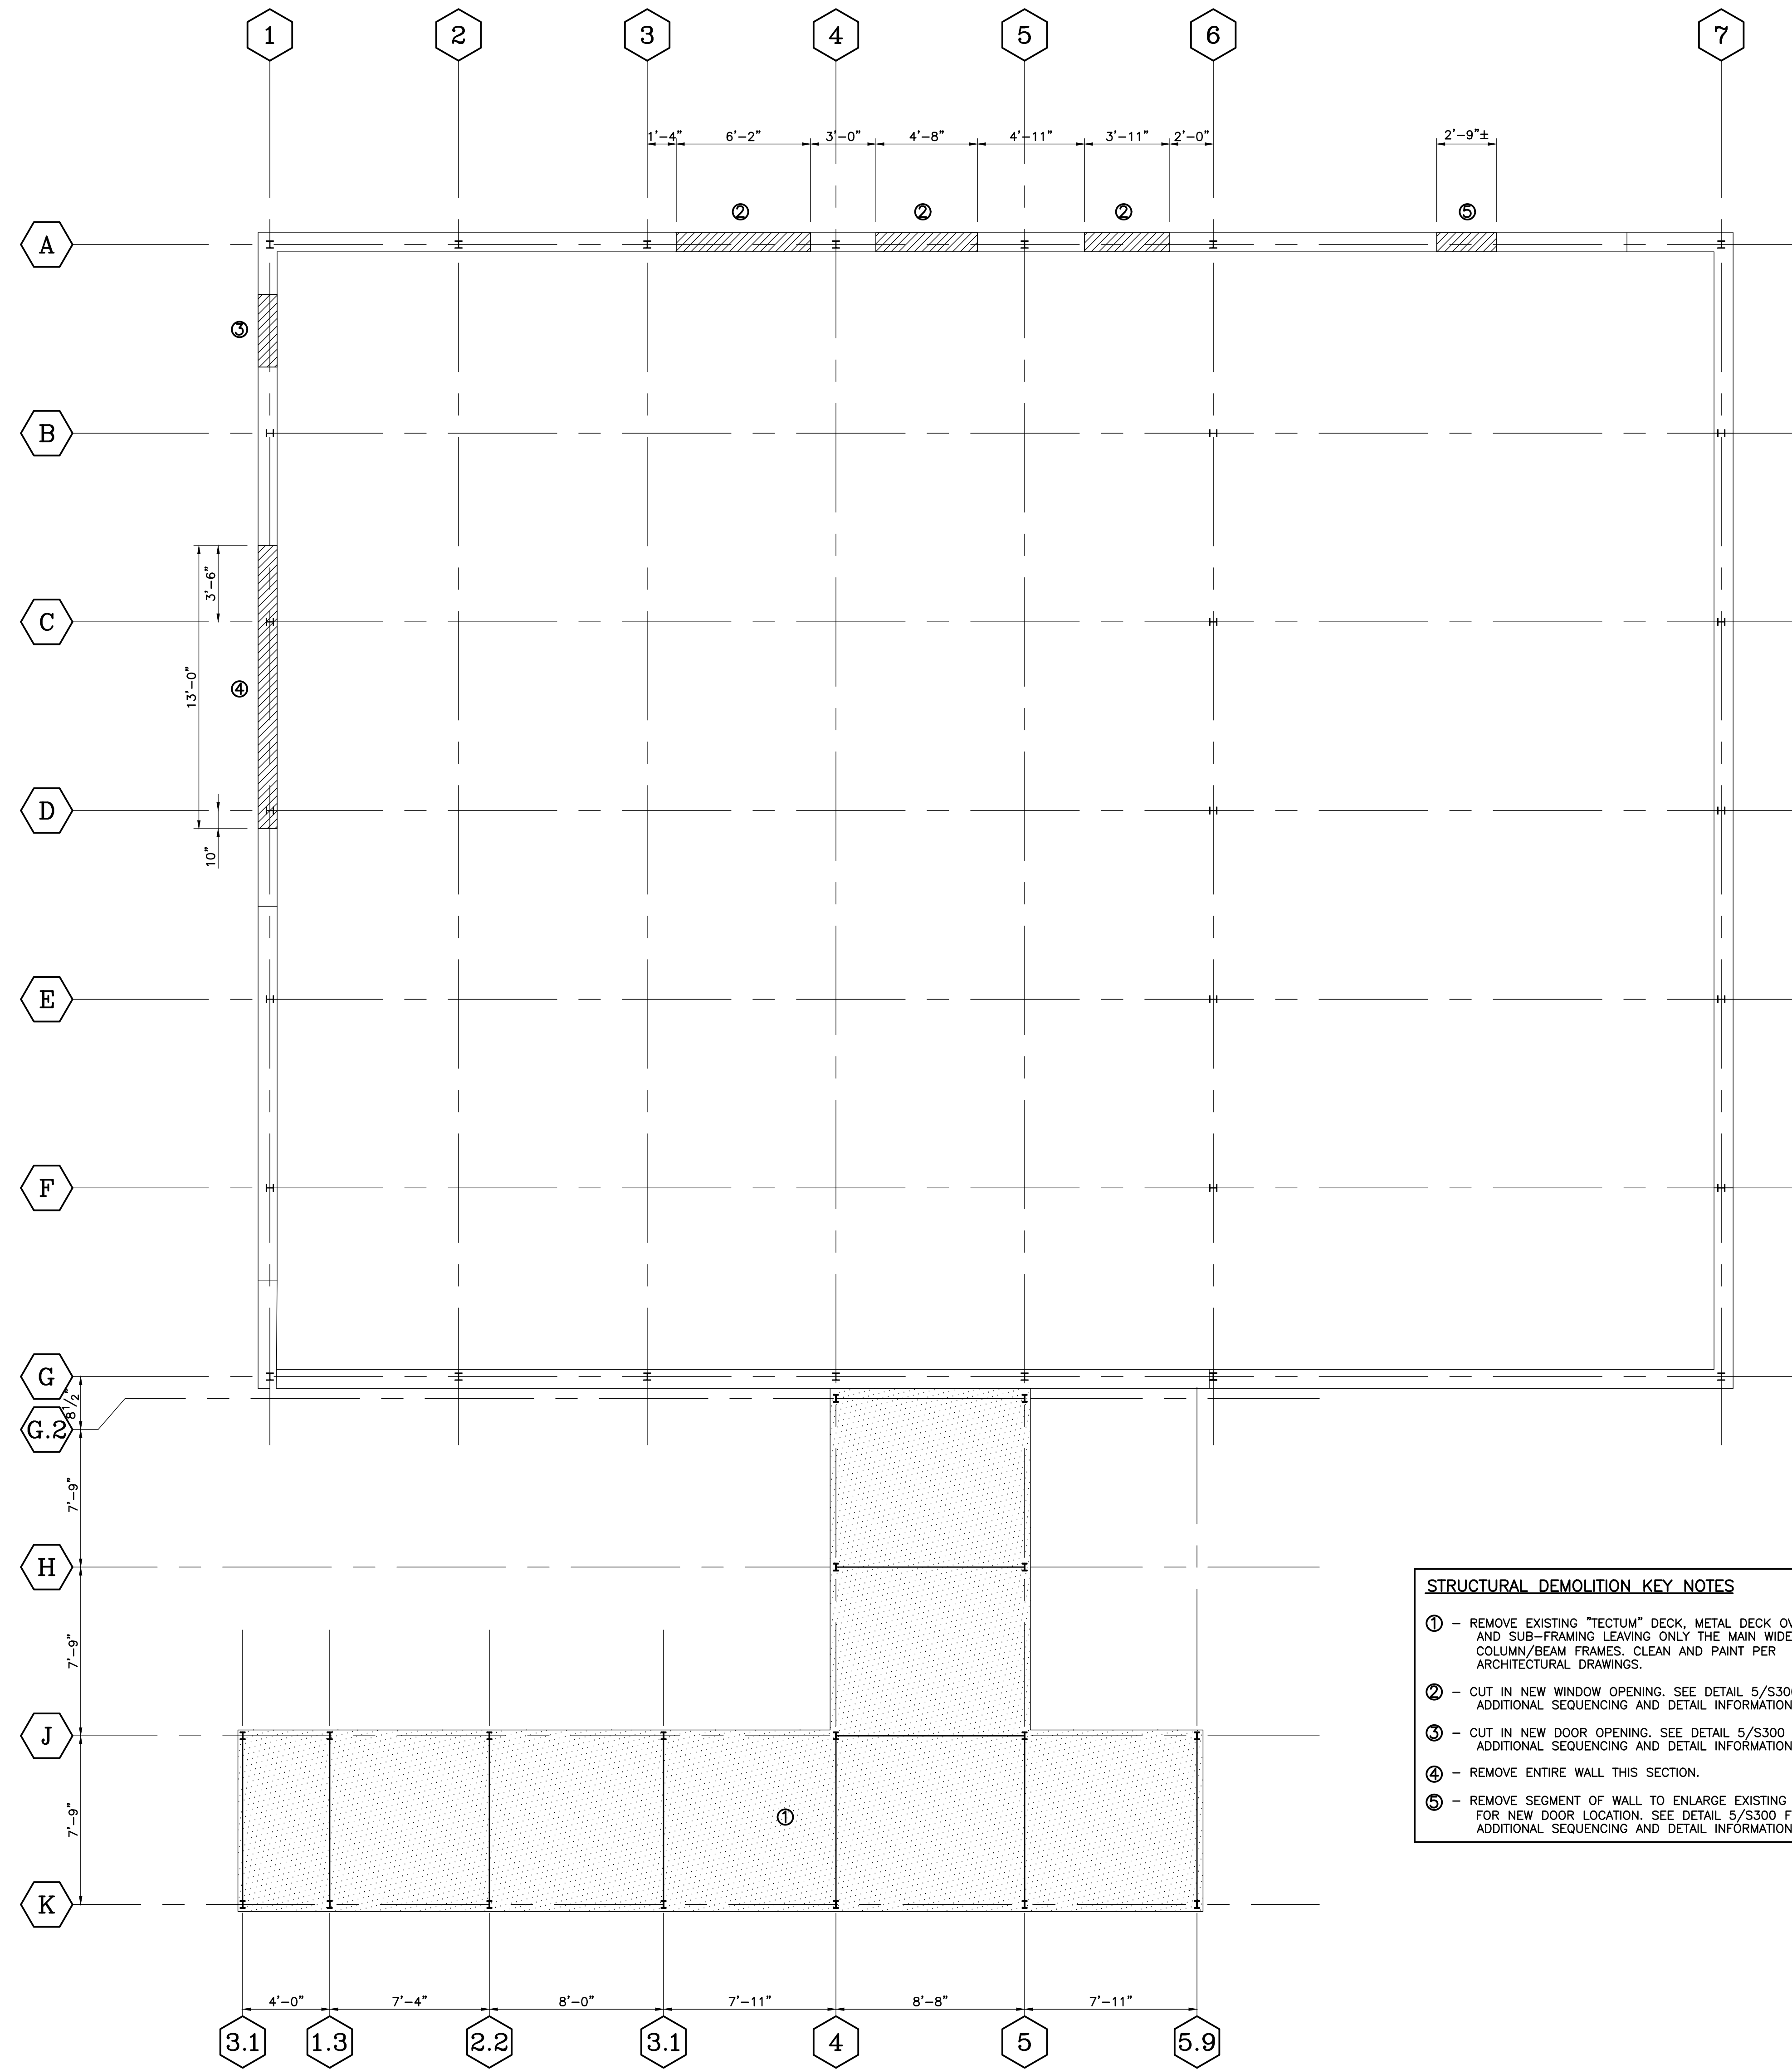 1 2 3 4 5 6 7
1'-4" 6'-2" 3'-0" 4'-8" 4'-11" 3'-11" 2'-0" 2'-9"±
2 2 2 5
A
3
B
3'-6"
C
13'-0"
4
D
10"
E
F
G
8 1/2"
G.2
7'-9"
H
7'-9"
J
7'-9"
1
K
4'-0" 7'-4" 8'-0" 7'-11" 8'-8" 7'-11"
3.1 1.3 2.2 3.1 4 5 5.9
STRUCTURAL DEMOLITION KEY NOTES
1 - REMOVE EXISTING "TECTUM" DECK, METAL DECK
AND SUB-FRAMING LEAVING ONLY THE MAIN WIDE
COLUMN/BEAM FRAMES. CLEAN AND PAINT PER
ARCHITECTURAL DRAWINGS.
2 - CUT IN NEW WINDOW OPENING. SEE DETAIL
ADDITIONAL SEQUENCING AND DETAIL INFORMATION
3 - CUT IN NEW DOOR OPENING. SEE DETAIL 5/S300
ADDITIONAL SEQUENCING AND DETAIL INFORMATION
4 - REMOVE ENTIRE WALL THIS SECTION.
5 - REMOVE SEGMENT OF WALL TO ENLARGE EXISTING
FOR NEW DOOR LOCATION. SEE DETAIL 5/S300
ADDITIONAL SEQUENCING AND DETAIL INFORMATION